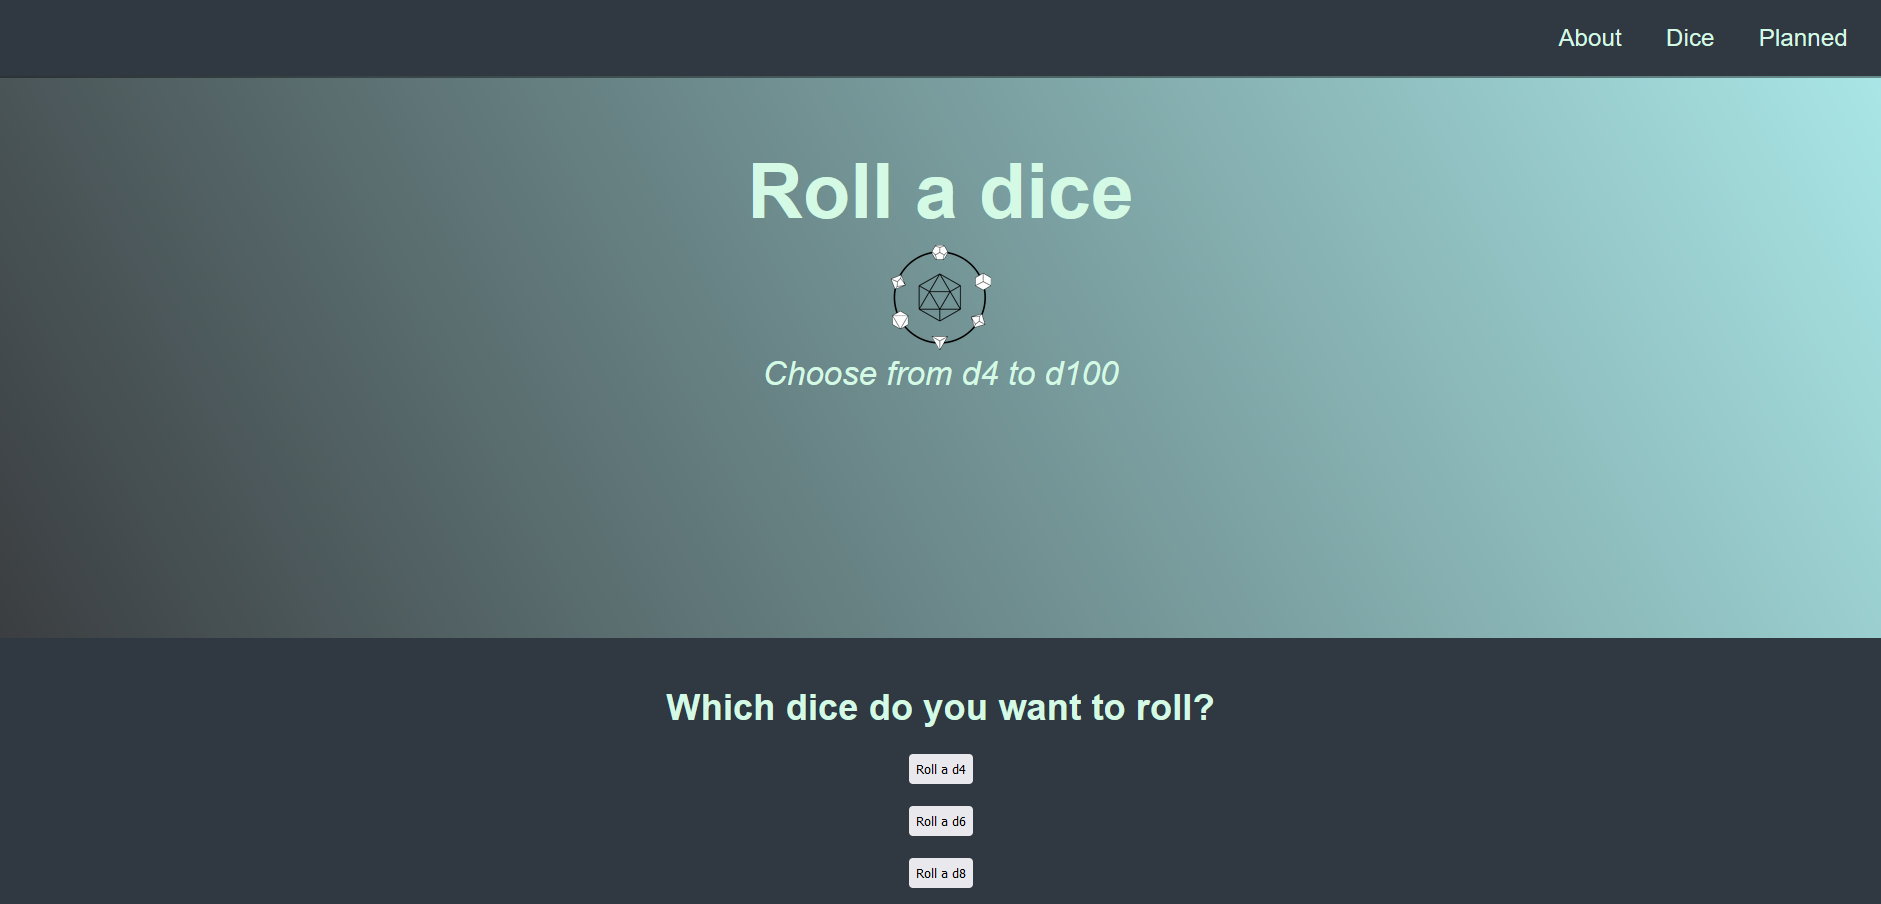 About Dice Planned
Roll a dice
Choose from d4 to d100
Which dice do you want to roll?
Roll a d4
Roll a d6
Roll a d8